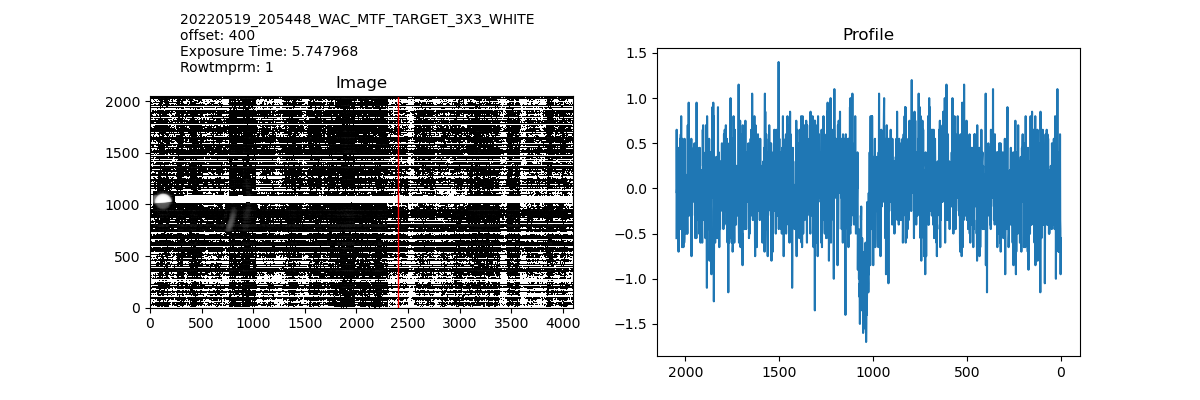 20220519_205448_WAC_MTF_TARGET_3X3_WHITE
offset: 400
Exposure Time: 5.747968
Rowtmprm: 1
Image
2000
1500
1000
500
0
0 500 1000 1500 2000 2500 3000 3500 4000
Profile
1.5
1.0
0.5
0.0
−0.5
−1.0
−1.5
2000 1500 1000 500 0